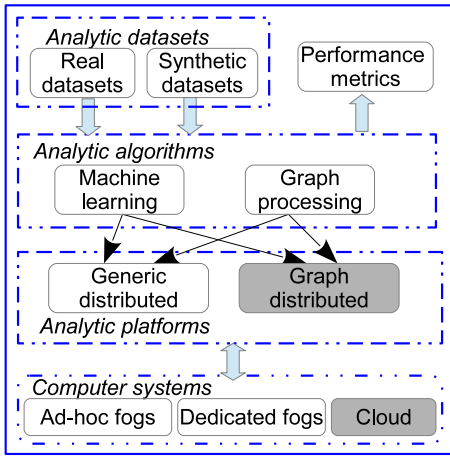 Analytic datasets
Real
datasets
Synthetic
datasets
Performance
metrics
Analytic algorithms
Machine
learning
Graph
processing
Generic
distributed
Graph
distributed
Analytic platforms
Computer systems
Ad-hoc fogs
Dedicated fogs
Cloud